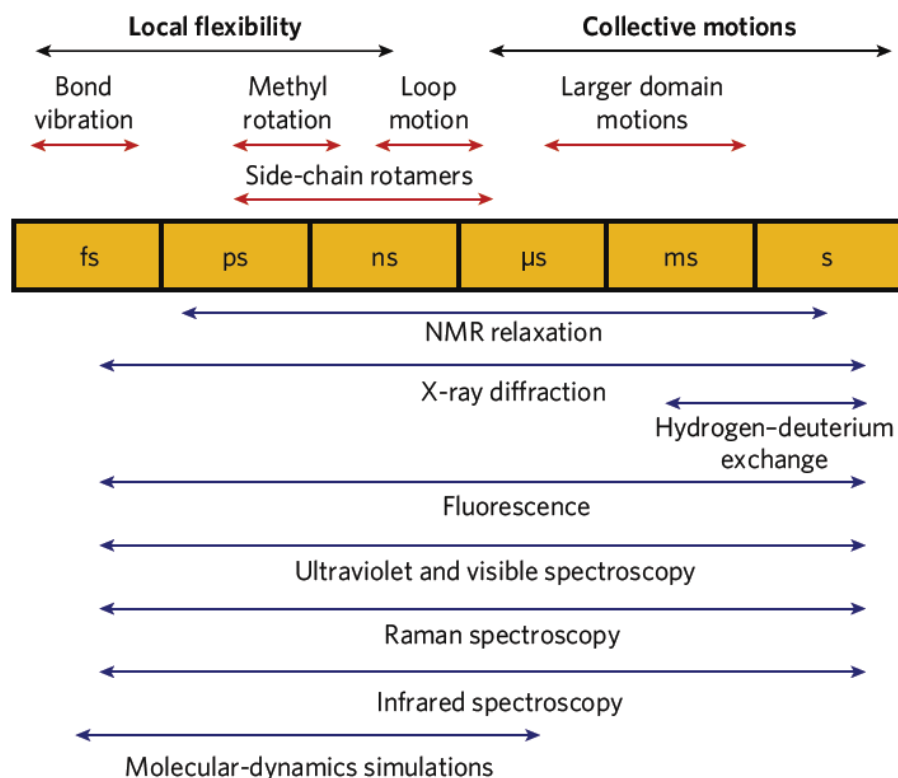 Local flexibility
Collective motions
Bond
vibration
Methyl
rotation
Loop
motion
Larger domain
motions
Side-chain rotamers
fs ps ns µs ms s
NMR relaxation
X-ray diffraction
Hydrogen–deuterium
exchange
Fluorescence
Ultraviolet and visible spectroscopy
Raman spectroscopy
Infrared spectroscopy
Molecular-dynamics simulations